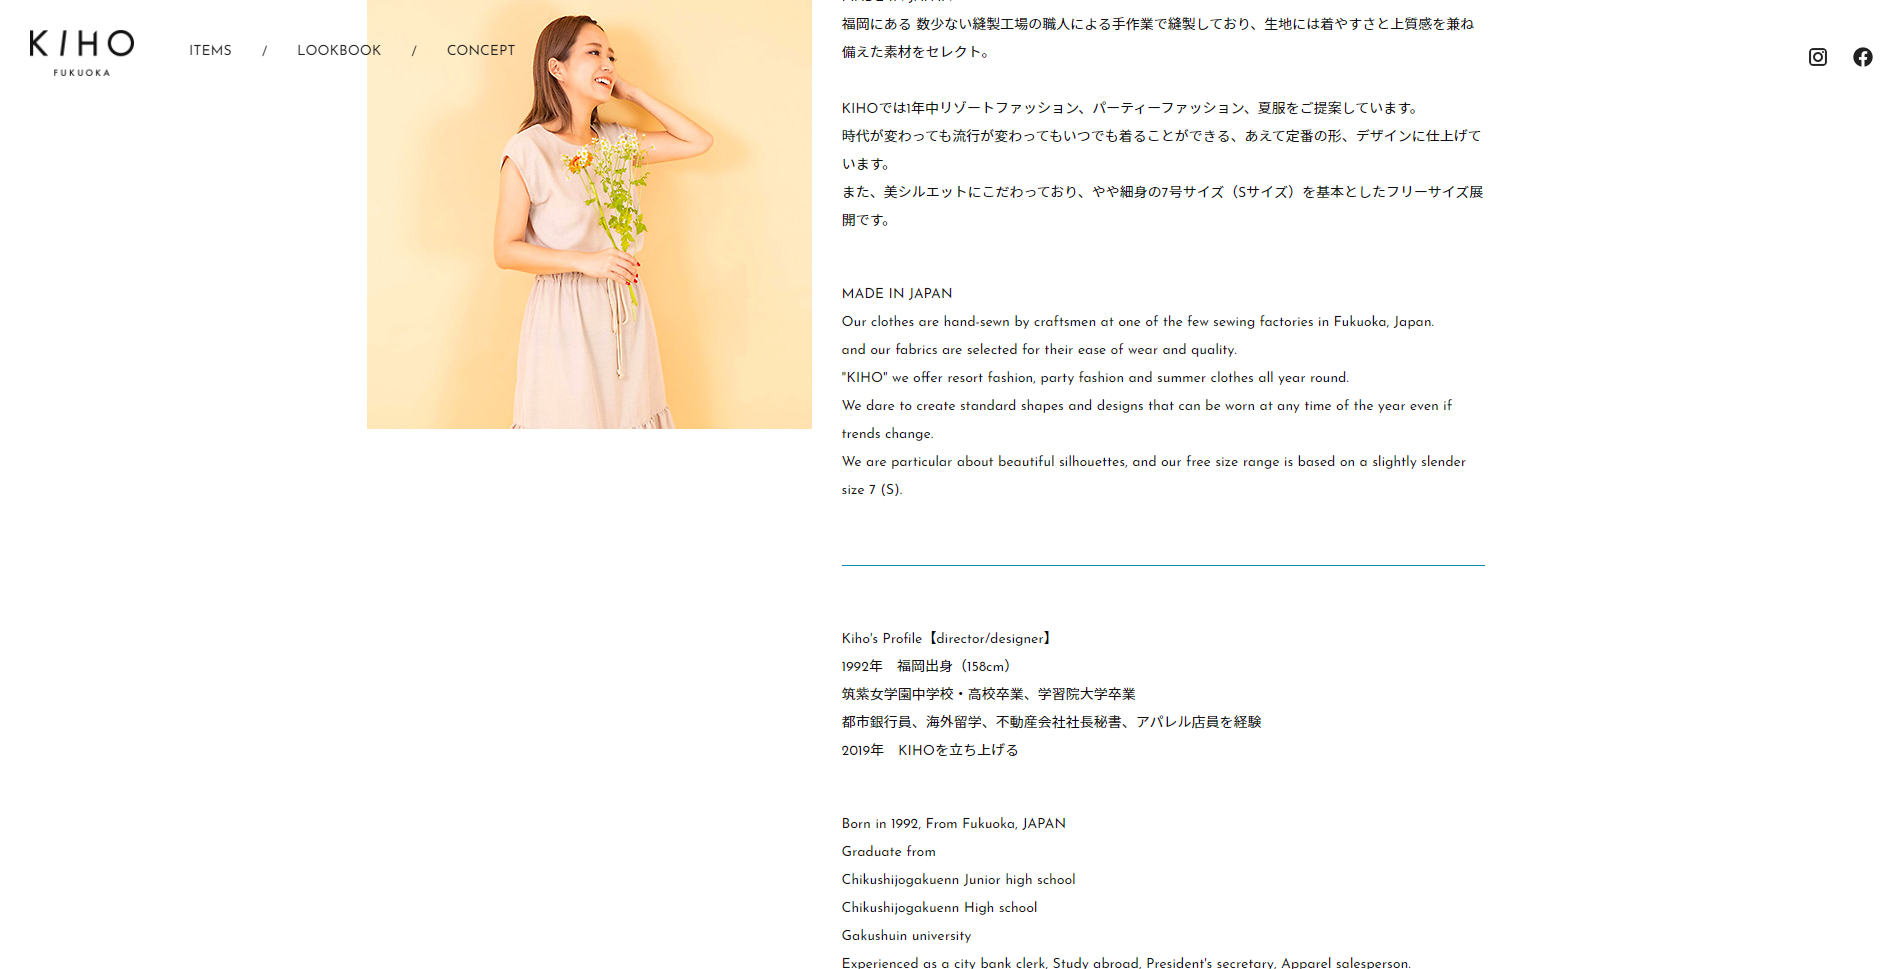 KIHO
FUKUOKA
ITEMS / LOOKBOOK / CONCEPT
MADE IN JAPAN
福岡にある 数少ない縫製工場の職人による手作業で縫製しており、生地には着やすさと上質感を兼ね
備えた素材をセレクト。
KIHOでは1年中リゾートファッション、パーティーファッション、夏服をご提案しています。
時代が変わっても流行が変わってもいつでも着ることができる、あえて定番の形、デザインに仕上げて
います。
また、美シルエットにこだわっており、やや細身の7号サイズ（Sサイズ）を基本としたフリーサイズ展
開です。
MADE IN JAPAN
Our clothes are hand-sewn by craftsmen at one of the few sewing factories in Fukuoka, Japan.
and our fabrics are selected for their ease of wear and quality.
"KIHO" we offer resort fashion, party fashion and summer clothes all year round.
We dare to create standard shapes and designs that can be worn at any time of the year even if
trends change.
We are particular about beautiful silhouettes, and our free size range is based on a slightly slender
size 7 (S).
Kiho's Profile【director/designer】
1992年　福岡出身（158cm）
筑紫女学園中学校・高校卒業、学習院大学卒業
都市銀行員、海外留学、不動産会社社長秘書、アパレル店員を経験
2019年　KIHOを立ち上げる
Born in 1992, From Fukuoka, JAPAN
Graduate from
Chikushijogakuenn Junior high school
Chikushijogakuenn High school
Gakushuin university
Experienced as a city bank clerk, Study abroad, President's secretary, Apparel salesperson.